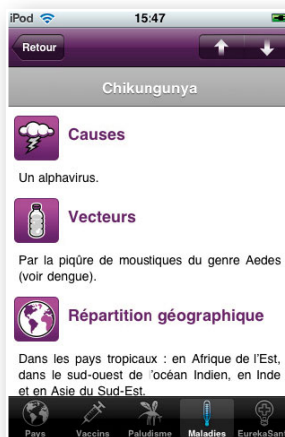 iPod 15:47
Retour
Chikungunya
Causes
Un alphavirus.
Vecteurs
Par la piqûre de moustiques du genre Aedes
(voir dengue).
Répartition géographique
Dans les pays tropicaux : en Afrique de l'Est,
dans le sud-ouest de l'océan Indien, en Inde
et en Asie du Sud-Est.
Pays Vaccins Paludisme Maladies EurekaSant